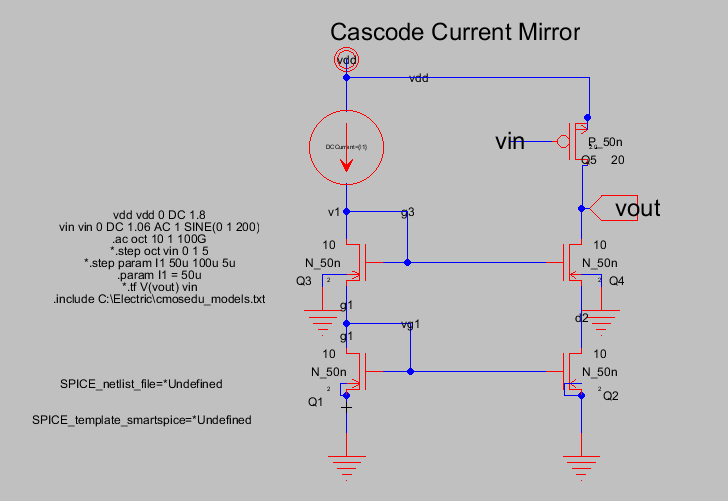 Cascode Current Mirror
vdd
vdd
DCCurrent={I1}
vin
P_50n
Q5
20
v1
g3
vout
vdd vdd 0 DC 1.8
vin vin 0 DC 1.06 AC 1 SINE(0 1 200)
.ac oct 10 1 100G
*.step oct vin 0 1 5
*.step param I1 50u 100u 5u
.param I1 = 50u
*.tf V(vout) vin
.include C:\Electric\cmosedu_models.txt
10
N_50n
2
Q3
10
N_50n
2
Q4
g1
d2
vg1
g1
10
N_50n
2
Q1
10
N_50n
2
Q2
SPICE_netlist_file=*Undefined
SPICE_template_smartspice=*Undefined